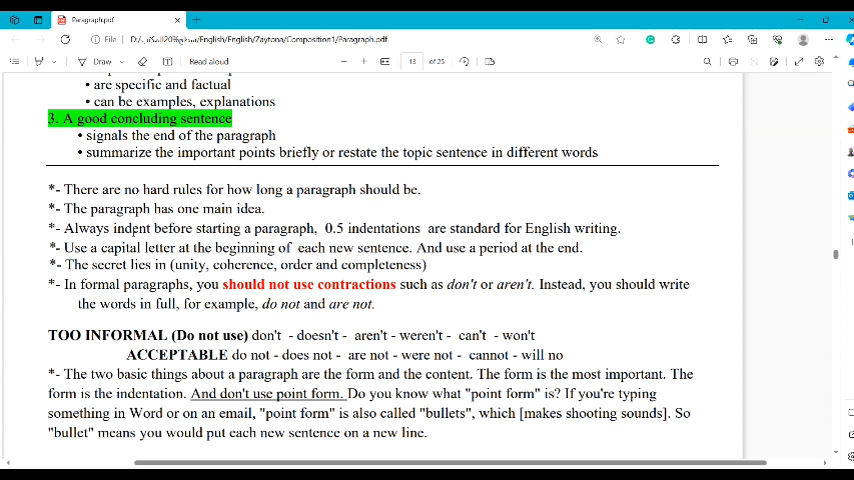 Paragraph.pdf
File
English/English/Zaytona/Composition1/Paragraph.pdf
Draw
Read aloud
13 of 25
• are specific and factual
• can be examples, explanations
3. A good concluding sentence
• signals the end of the paragraph
• summarize the important points briefly or restate the topic sentence in different words
*- There are no hard rules for how long a paragraph should be.
*- The paragraph has one main idea.
*- Always indent before starting a paragraph, 0.5 indentations are standard for English writing.
*- Use a capital letter at the beginning of each new sentence. And use a period at the end.
*- The secret lies in (unity, coherence, order and completeness)
*- In formal paragraphs, you should not use contractions such as don't or aren't. Instead, you should write
the words in full, for example, do not and are not.
TOO INFORMAL (Do not use) don't - doesn't - aren't - weren't - can't - won't
ACCEPTABLE do not - does not - are not - were not - cannot - will no
*- The two basic things about a paragraph are the form and the content. The form is the most important. The
form is the indentation. And don't use point form. Do you know what "point form" is? If you're typing
something in Word or on an email, "point form" is also called "bullets", which [makes shooting sounds]. So
"bullet" means you would put each new sentence on a new line.